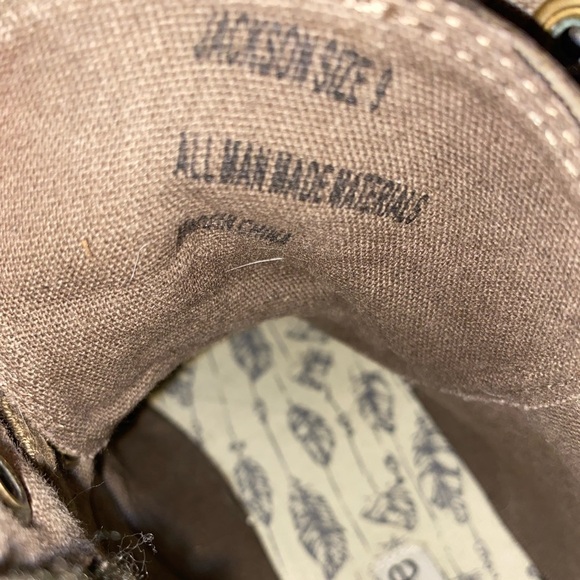 JACKSON SIZE 9
ALL MAN MADE MATERIALS
MADE IN CHINA